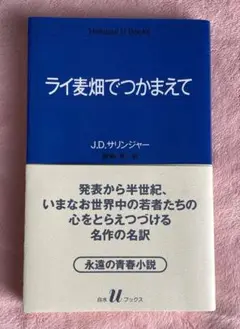 ライ麦畑でつかまえて
J.D.サリンジャー
発表から半世紀、
いまなお世界中の若者たちの
心をとらえつづける
名作の名訳
永遠の青春小説
白水 u ブックス